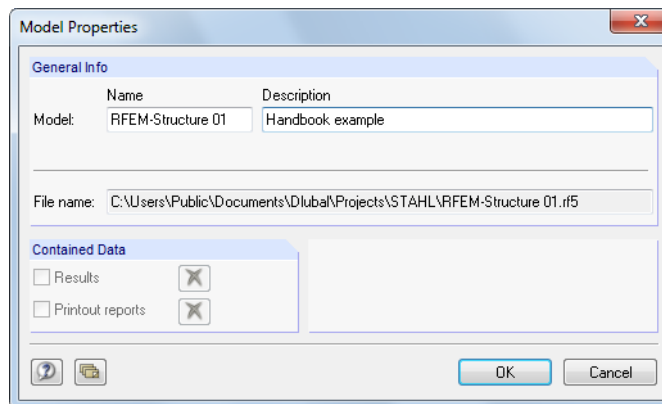 Model Properties
General Info
Name Description
Model: RFEM-Structure 01 Handbook example
File name: C:\Users\Public\Documents\Dlubal\Projects\STAHL\RFEM-Structure 01.rf5
Contained Data
Results
Printout reports
OK Cancel